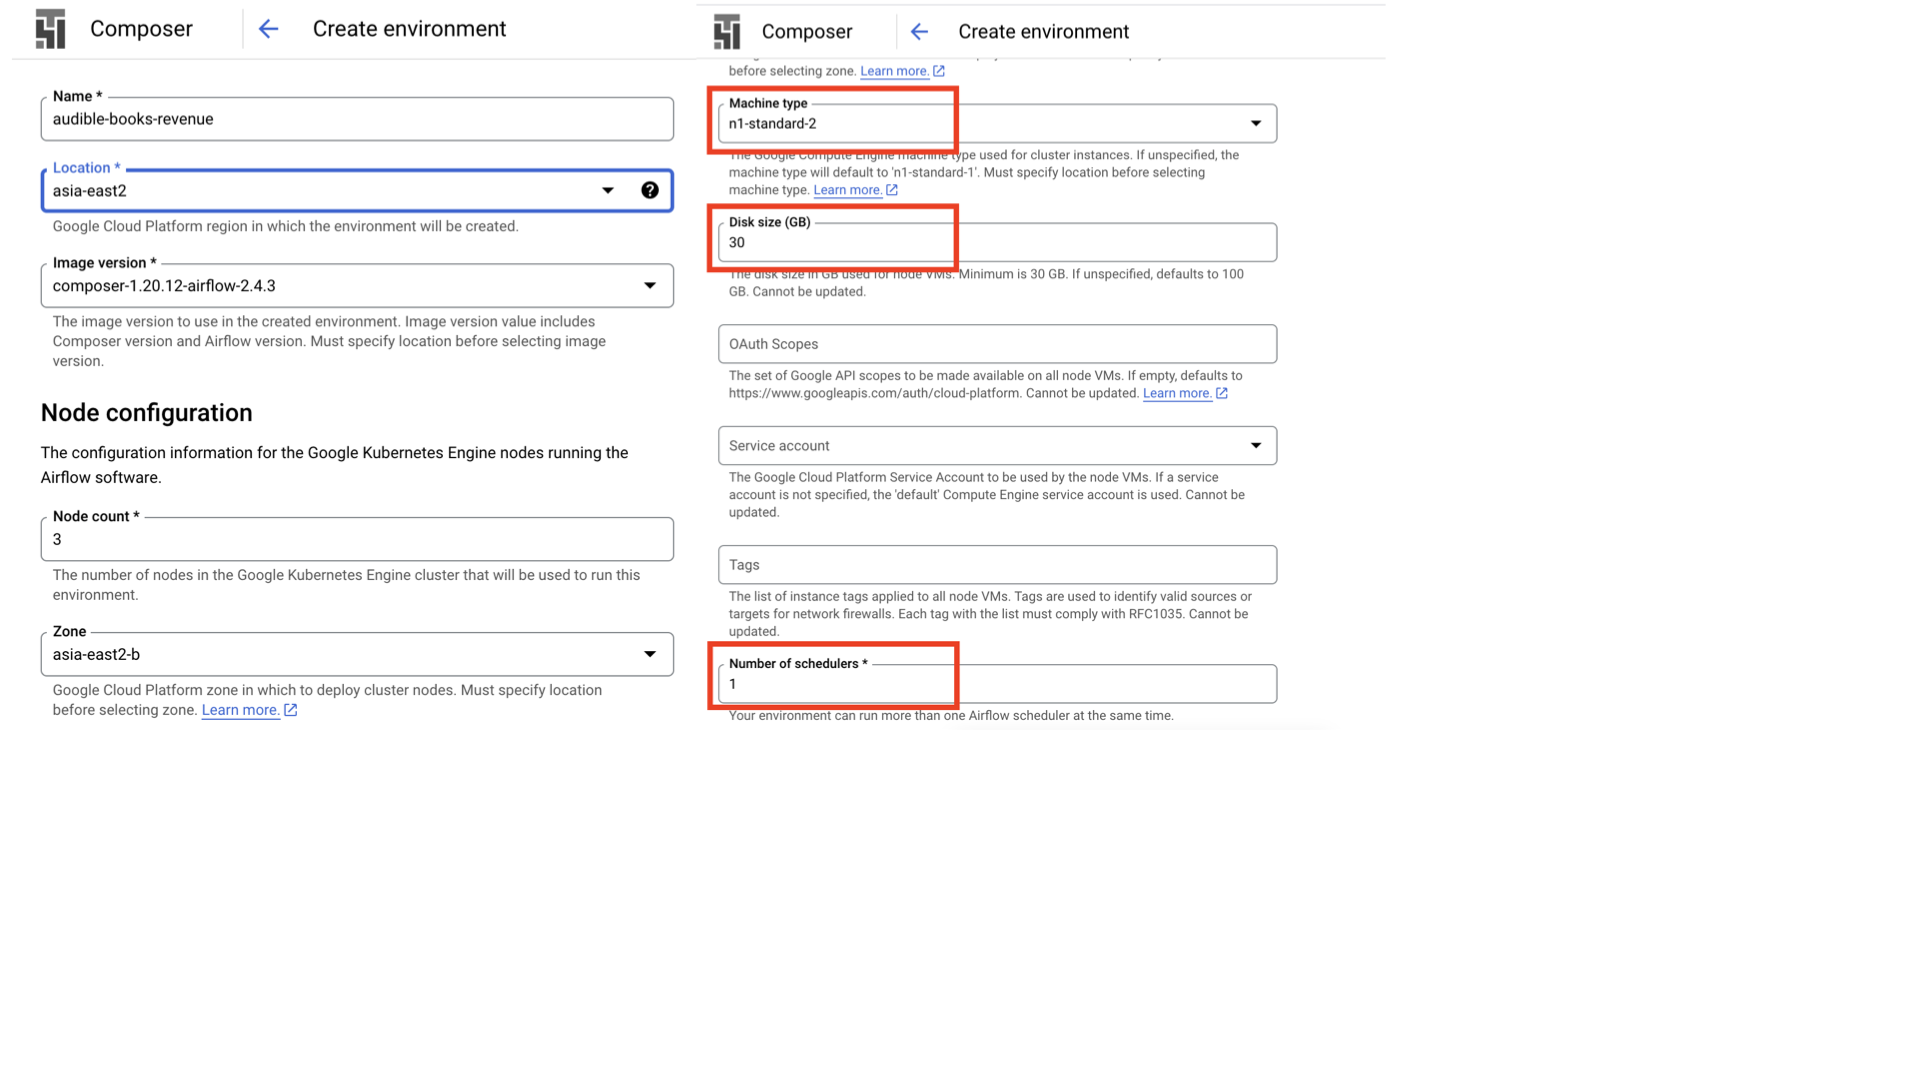 Composer
Create environment
Name *
audible-books-revenue
Location *
asia-east2
Google Cloud Platform region in which the environment will be created.
Image version *
composer-1.20.12-airflow-2.4.3
The image version to use in the created environment. Image version value includes
Composer version and Airflow version. Must specify location before selecting image
version.
Node configuration
The configuration information for the Google Kubernetes Engine nodes running the
Airflow software.
Node count *
3
The number of nodes in the Google Kubernetes Engine cluster that will be used to run this
environment.
Zone
asia-east2-b
Google Cloud Platform zone in which to deploy cluster nodes. Must specify location
before selecting zone. Learn more.
Composer
Create environment
before selecting zone. Learn more.
Machine type
n1-standard-2
The Google Compute Engine machine type used for cluster instances. If unspecified, the
machine type will default to 'n1-standard-1'. Must specify location before selecting
machine type. Learn more.
Disk size (GB)
30
The disk size in GB used for node VMs. Minimum is 30 GB. If unspecified, defaults to 100
GB. Cannot be updated.
OAuth Scopes
The set of Google API scopes to be made available on all node VMs. If empty, defaults to
https://www.googleapis.com/auth/cloud-platform. Cannot be updated. Learn more.
Service account
The Google Cloud Platform Service Account to be used by the node VMs. If a service
account is not specified, the 'default' Compute Engine service account is used. Cannot be
updated.
Tags
The list of instance tags applied to all node VMs. Tags are used to identify valid sources or
targets for network firewalls. Each tag with the list must comply with RFC1035. Cannot be
updated.
Number of schedulers *
1
Your environment can run more than one Airflow scheduler at the same time.